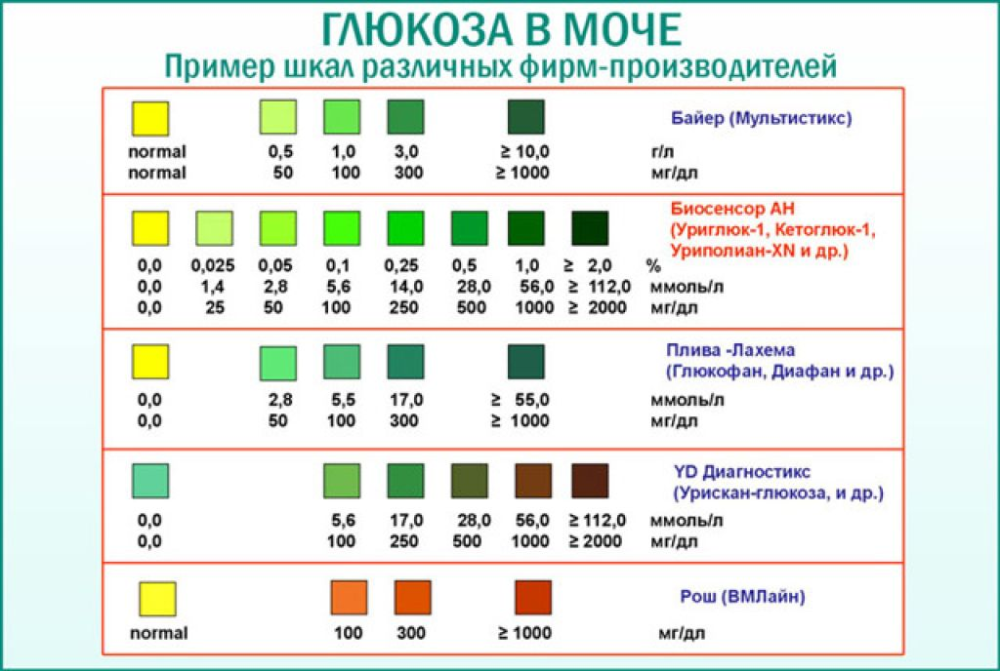 ГЛЮКОЗА В МОЧЕ
Пример шкал различных фирм-производителей
Байер (Мультистикс)
normal 0,5 1,0 3,0 ≥ 10,0 г/л
normal 50 100 300 ≥ 1000 мг/дл
Биосенсор АН
(Уриглюк-1, Кетоглюк-1,
Уриполиан-XN и др.)
0,0 0,025 0,05 0,1 0,25 0,5 1,0 ≥ 2,0 %
0,0 1,4 2,8 5,6 14,0 28,0 56,0 ≥ 112,0 ммоль/л
0,0 25 50 100 250 500 1000 ≥ 2000 мг/дл
Плива -Лахема
(Глюкофан, Диафан и др.)
0,0 2,8 5,5 17,0 ≥ 55,0 ммоль/л
0,0 50 100 300 ≥ 1000 мг/дл
YD Диагностикс
(Урискан-глюкоза, и др.)
0,0 5,6 17,0 28,0 56,0 ≥ 112,0 ммоль/л
0,0 100 250 500 1000 ≥ 2000 мг/дл
Рош (ВМЛайн)
normal 100 300 ≥ 1000 мг/дл